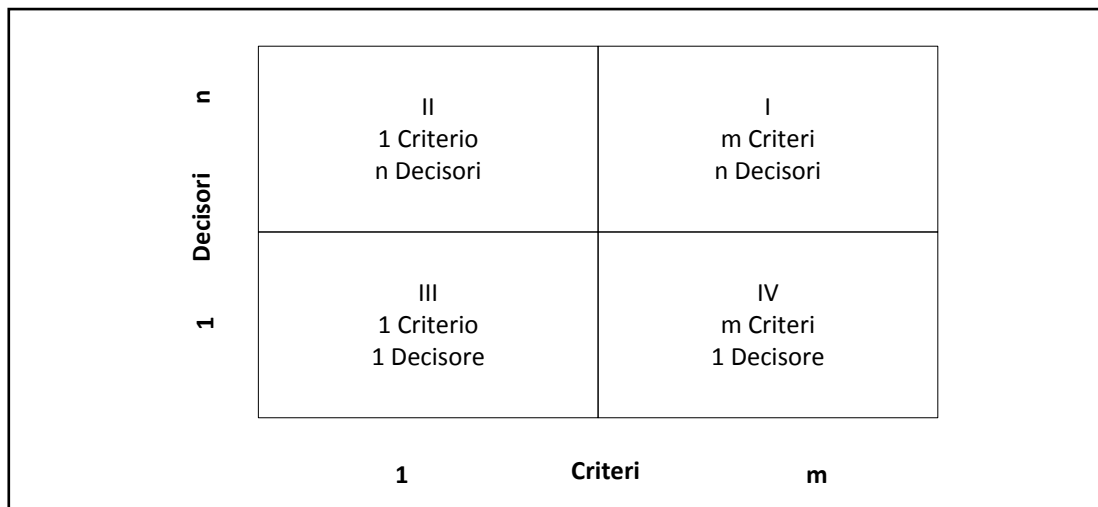 n
Decisori
1
II
1 Criterio
n Decisori
I
m Criteri
n Decisori
III
1 Criterio
1 Decisore
IV
m Criteri
1 Decisore
1
Criteri
m